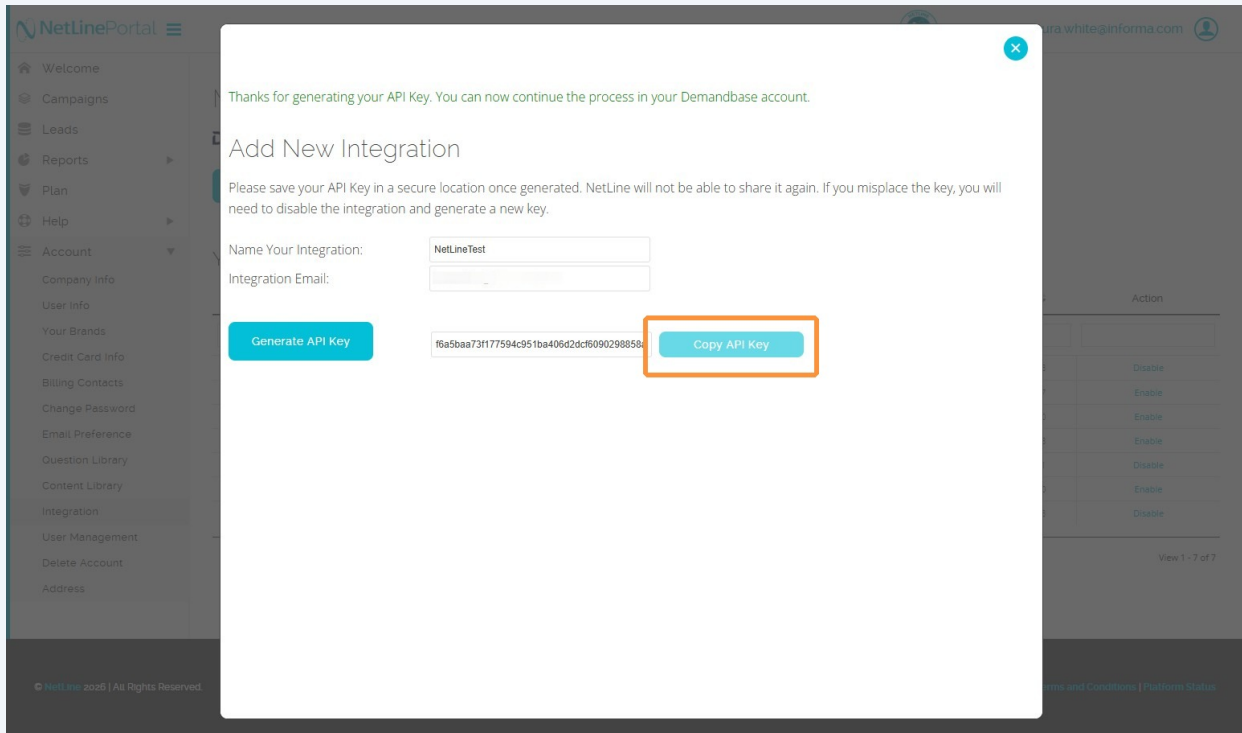 NetLinePortal
ura.white@informa.com
Welcome
Campaigns
Leads
Reports
Plan
Help
Account
Company Info
User Info
Your Brands
Credit Card Info
Billing Contacts
Change Password
Email Preference
Question Library
Content Library
Integration
User Management
Delete Account
Address
Thanks for generating your API Key. You can now continue the process in your Demandbase account.
Add New Integration
Please save your API Key in a secure location once generated. NetLine will not be able to share it again. If you misplace the key, you will
need to disable the integration and generate a new key.
Name Your Integration: NetLineTest
Integration Email:
Generate API Key f6a5baa73f177594c951ba406d2dcf6090298858a Copy API Key
Action
Disable
Enable
Enable
Enable
Disable
Enable
Disable
View 1 - 7 of 7
© NetLine 2026 | All Rights Reserved.
erms and Conditions | Platform Status